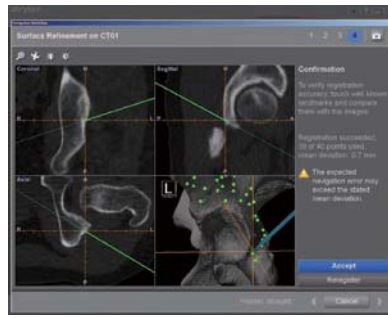 Surface Refinement on CT01
1 2 3 4
Coronal
Sagittal
Confirmation
To verify registration
accuracy, touch well known
landmarks and compare
them with the images.
Registration succeeded,
of 40 points used,
mean deviation: 0.7 mm
The expected
navigation error may
exceed the stated
mean deviation.
Axial
L
Accept
Cancel